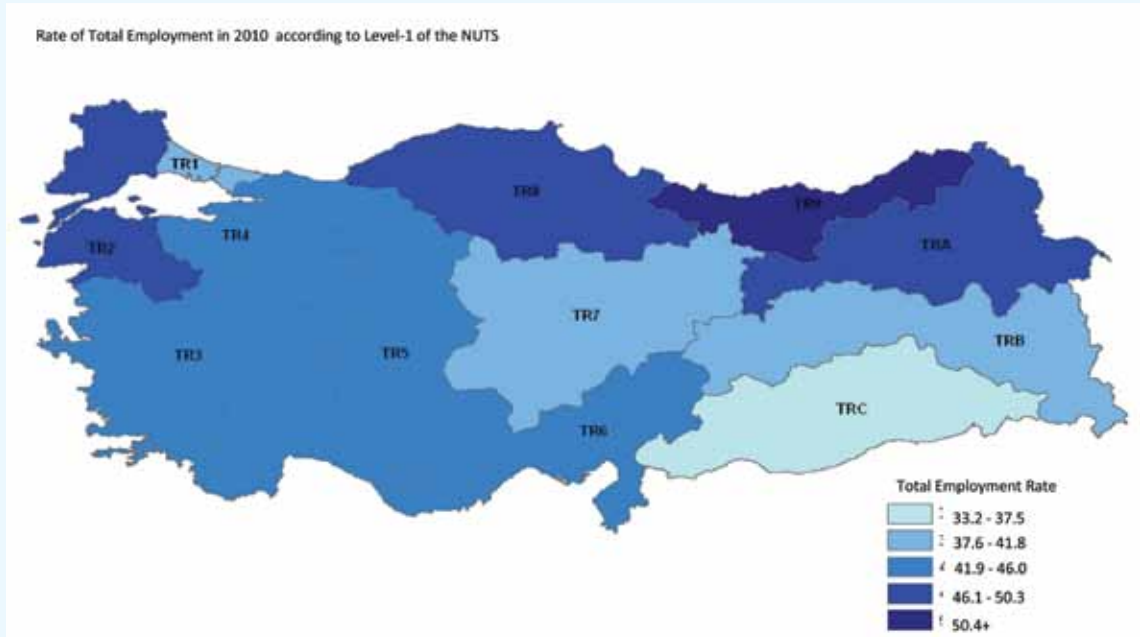 Rate of Total Employment in 2010 according to Level-1 of the NUTS
TR1
TR8
TR9
TR4
TR2
TRA
TR7
TRB
TR3
TR5
TRC
TR6
Total Employment Rate
33.2 - 37.5
37.6 - 41.8
41.9 - 46.0
46.1 - 50.3
50.4+